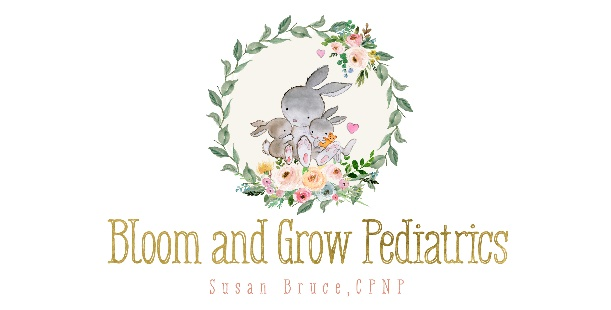 Bloom and Grow Pediatrics
Susan Bruce,CPNP